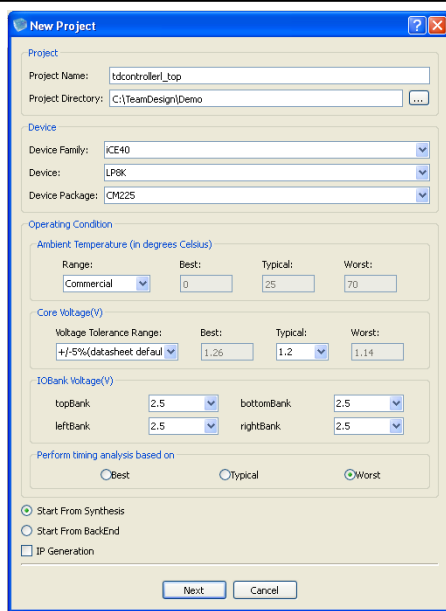 New Project
Project
Project Name: tdcontrollerl_top
Project Directory: C:\TeamDesign\Demo ...
Device
Device Family: iCE40
Device: LP8K
Device Package: CM225
Operating Condition
Ambient Temperature (in degrees Celsius)
Range: Best: Typical: Worst:
Commercial 0 25 70
Core Voltage(V)
Voltage Tolerance Range: Best: Typical: Worst:
+/-5%(datasheet defaul 1.26 1.2 1.14
IOBank Voltage(V)
topBank 2.5 bottomBank 2.5
leftBank 2.5 rightBank 2.5
Perform timing analysis based on
Best Typical Worst
Start From Synthesis
Start From BackEnd
IP Generation
Next Cancel